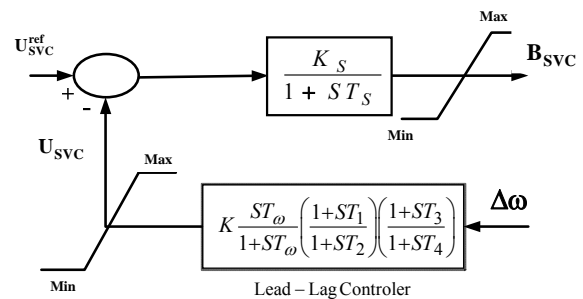 U_SVC^ref
+
-
K_S / (1 + ST_S)
Max
Min
B_SVC
U_SVC
Max
Min
K ST_ω/(1+ST_ω) ((1+ST_1)/(1+ST_2)) ((1+ST_3)/(1+ST_4))
Δω
Lead – Lag Controler